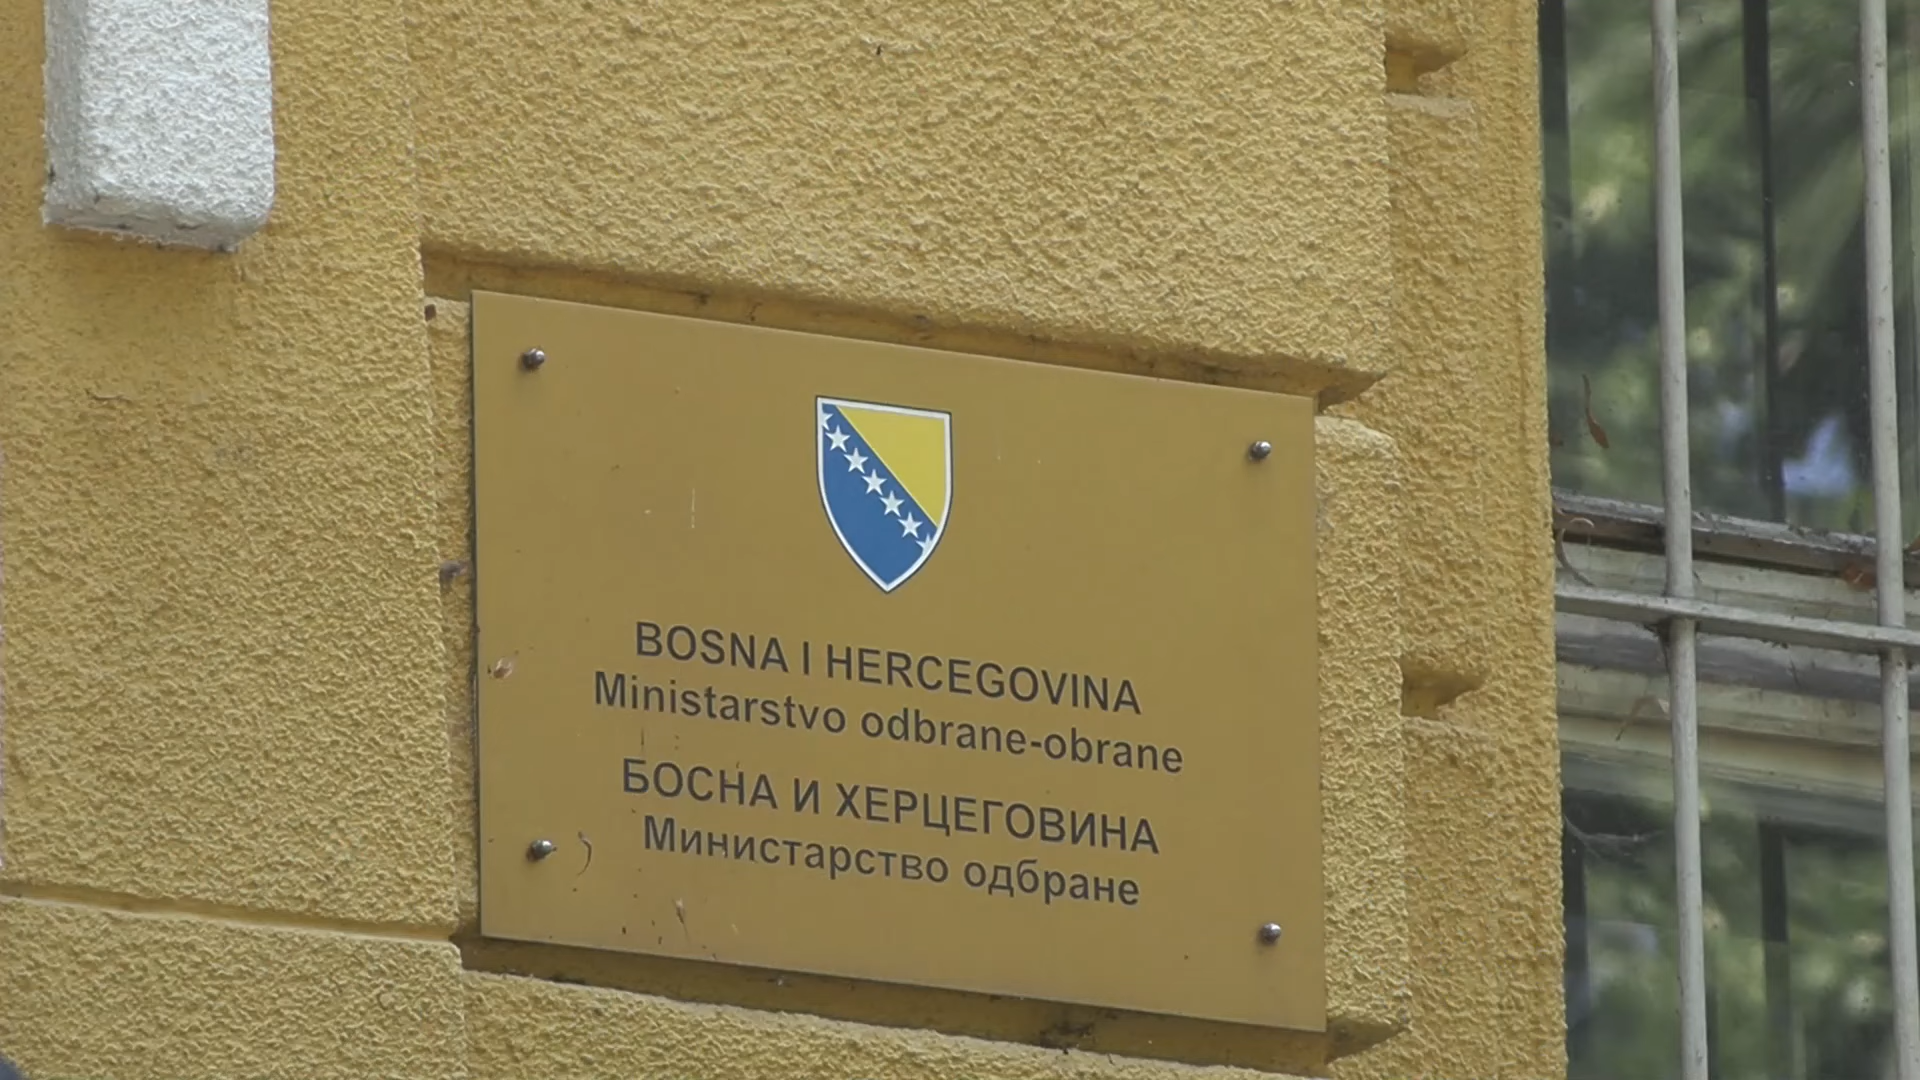 BOSNA I HERCEGOVINA
Ministarstvo odbrane-obrane
БОСНА И ХЕРЦЕГОВИНА
Министарство одбране